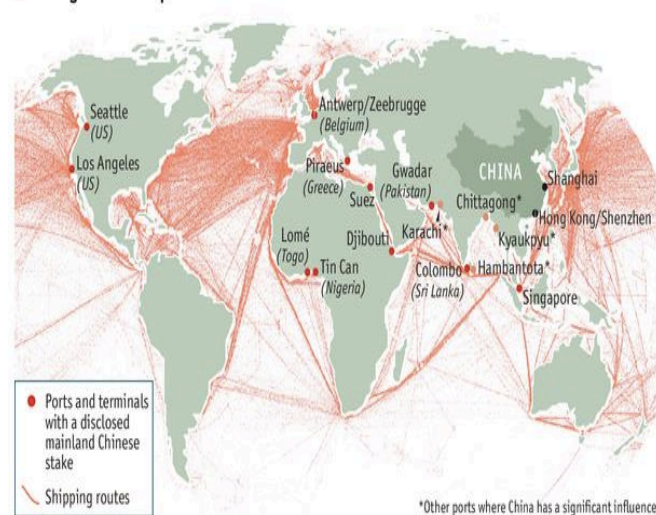 Seattle
(US)
Los Angeles
(US)
Antwerp/Zeebrugge
(Belgium)
Piraeus
(Greece)
Suez
Gwadar
(Pakistan)
Karachi*
CHINA
Shanghai
Chittagong*
Hong Kong/Shenzhen
Kyaukpyu*
Lomé
(Togo)
Tin Can
(Nigeria)
Djibouti
Colombo
(Sri Lanka)
Hambantota*
Singapore
Ports and terminals
with a disclosed
mainland Chinese
stake
Shipping routes
*Other ports where China has a significant influence